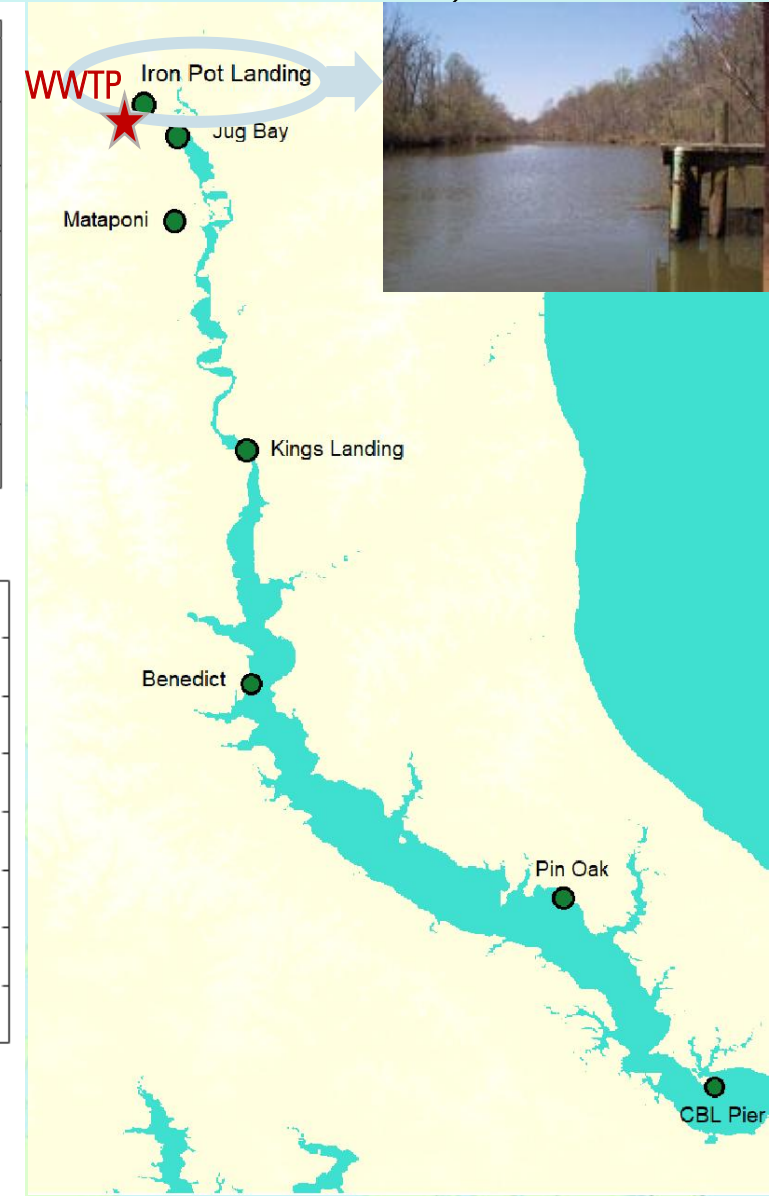 WWTP
Iron Pot Landing
Jug Bay
Mataponi
Kings Landing
Benedict
Pin Oak
CBL Pier